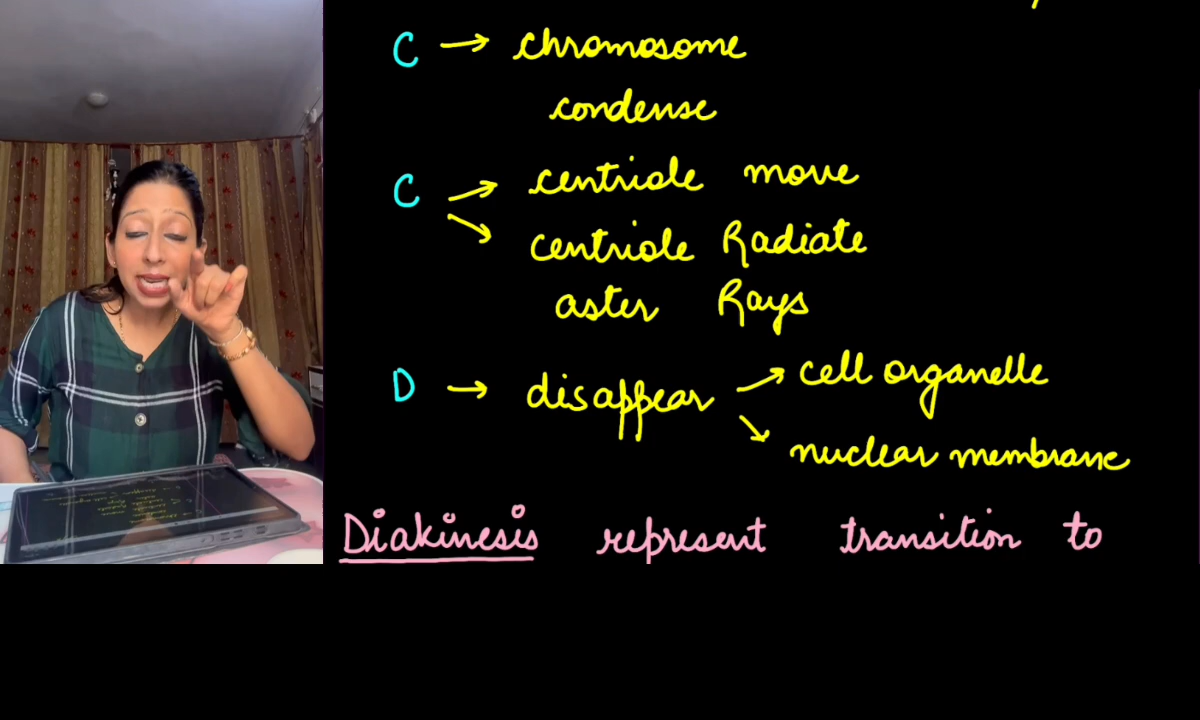 C → chromosome
condense
C → centriole move
→ centriole Radiate
aster Rays
D → disappear → cell organelle
→ nuclear membrane
Diakinesis represent transition to